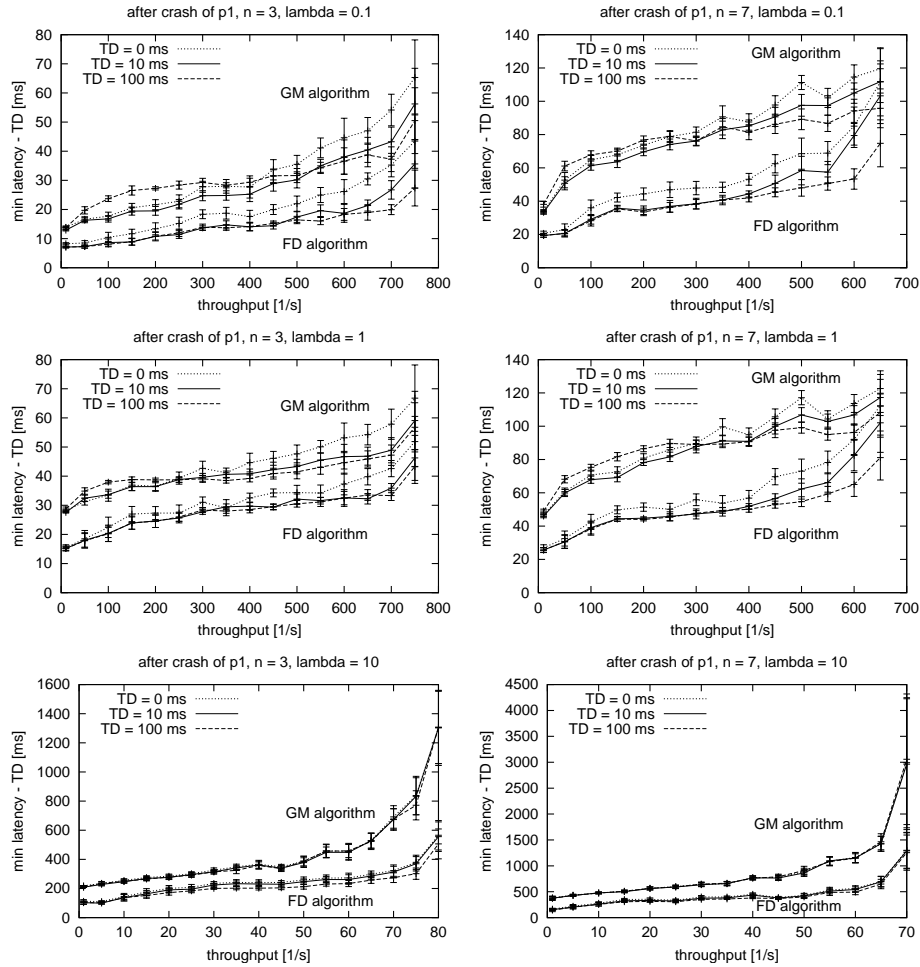 after crash of p1, n = 3, lambda = 0.1
min latency - TD [ms]
80
70
60
50
40
30
20
10
0
TD = 0 ms
TD = 10 ms
TD = 100 ms
GM algorithm
FD algorithm
0 100 200 300 400 500 600 700 800
throughput [1/s]
after crash of p1, n = 7, lambda = 0.1
min latency - TD [ms]
140
120
100
80
60
40
20
0
TD = 0 ms
TD = 10 ms
TD = 100 ms
GM algorithm
FD algorithm
0 100 200 300 400 500 600 700
throughput [1/s]
after crash of p1, n = 3, lambda = 1
min latency - TD [ms]
80
70
60
50
40
30
20
10
0
TD = 0 ms
TD = 10 ms
TD = 100 ms
GM algorithm
FD algorithm
0 100 200 300 400 500 600 700 800
throughput [1/s]
after crash of p1, n = 7, lambda = 1
min latency - TD [ms]
140
120
100
80
60
40
20
0
TD = 0 ms
TD = 10 ms
TD = 100 ms
GM algorithm
FD algorithm
0 100 200 300 400 500 600 700
throughput [1/s]
after crash of p1, n = 3, lambda = 10
min latency - TD [ms]
1600
1400
1200
1000
800
600
400
200
0
TD = 0 ms
TD = 10 ms
TD = 100 ms
GM algorithm
FD algorithm
0 10 20 30 40 50 60 70 80
throughput [1/s]
after crash of p1, n = 7, lambda = 10
min latency - TD [ms]
4500
4000
3500
3000
2500
2000
1500
1000
500
0
TD = 0 ms
TD = 10 ms
TD = 100 ms
GM algorithm
FD algorithm
0 10 20 30 40 50 60 70
throughput [1/s]